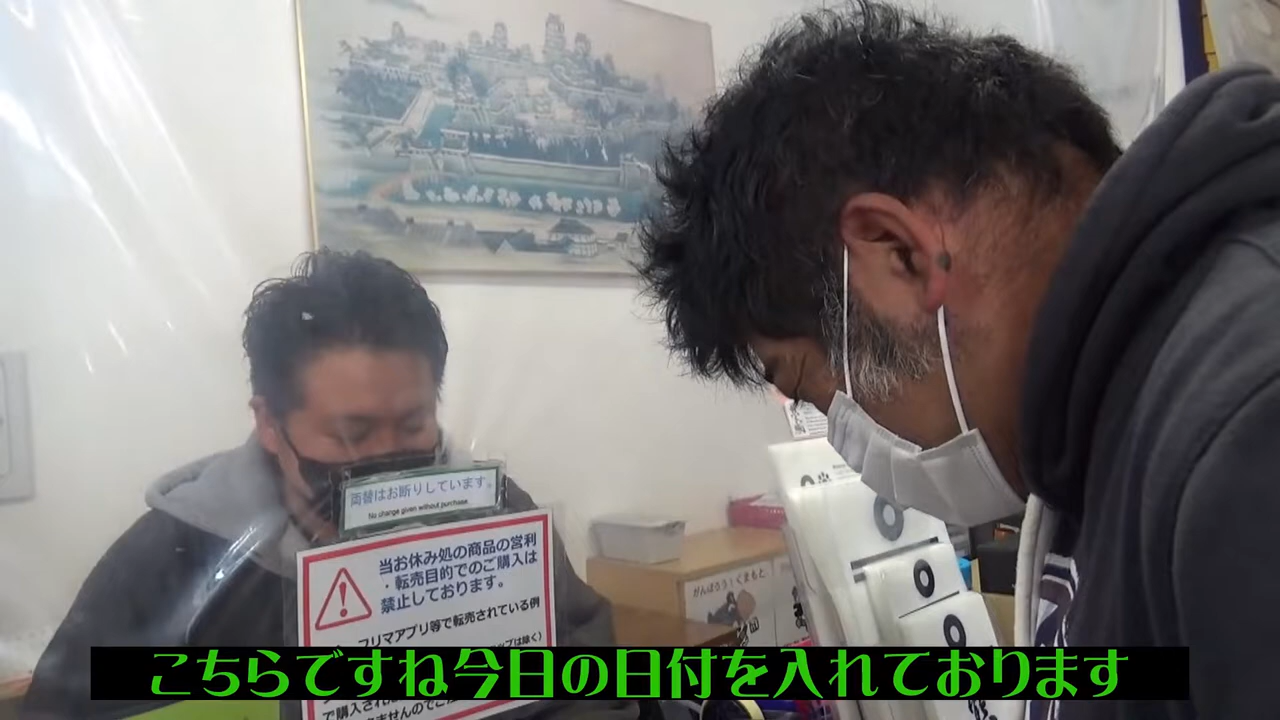 両替はお断りしています。
No change given without purchase.
当お休み処の商品の営利
・転売目的でのご購入は
禁止しております。
フリマアプリ等で転売されている例
がんばろう！くまもと
こちらですね今日の日付を入れております